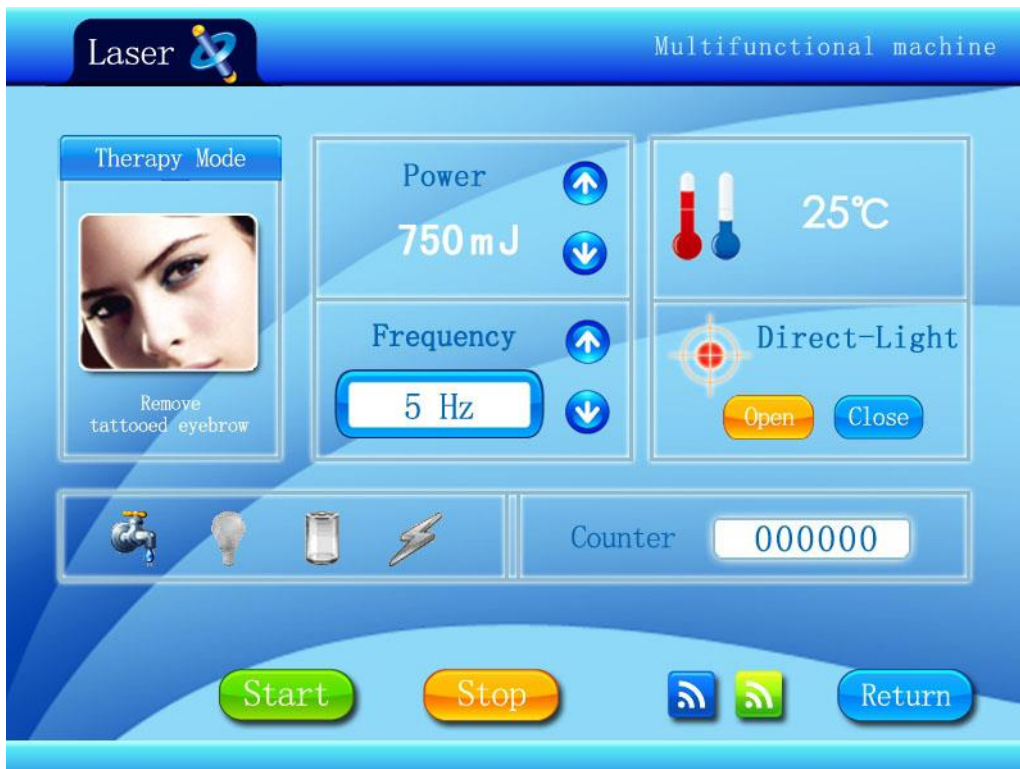 Laser
Multifunctional machine
Therapy Mode
Remove
tattooed eyebrow
Power
750mJ
Frequency
5 Hz
25℃
Direct-Light
Open
Close
Counter
000000
Start
Stop
Return